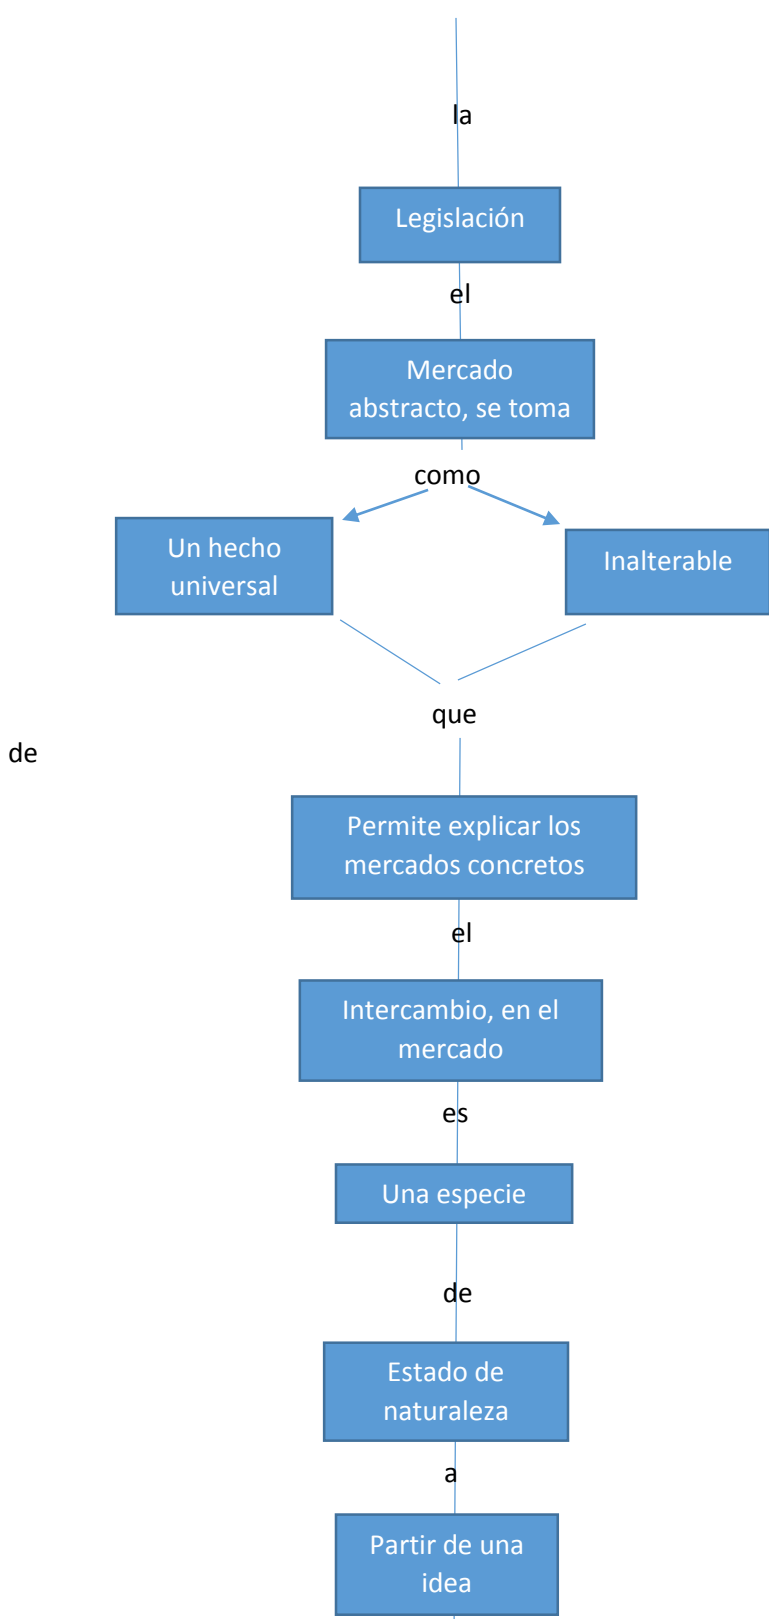 la
Legislación
el
Mercado
abstracto, se toma
como
Un hecho
universal
Inalterable
que
de
Permite explicar los
mercados concretos
el
Intercambio, en el
mercado
es
Una especie
de
Estado de
naturaleza
a
Partir de una
idea